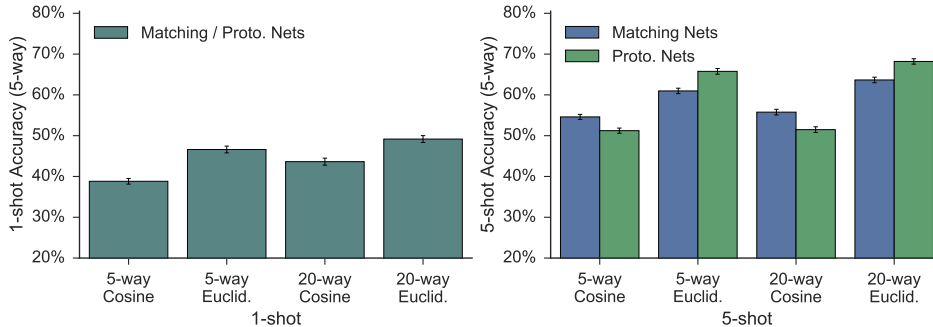 80%
70%
60%
50%
40%
30%
20%
1-shot Accuracy (5-way)
Matching / Proto. Nets
5-way
Cosine
5-way
Euclid.
20-way
Cosine
20-way
Euclid.
1-shot
80%
70%
60%
50%
40%
30%
20%
5-shot Accuracy (5-way)
Matching Nets
Proto. Nets
5-way
Cosine
5-way
Euclid.
20-way
Cosine
20-way
Euclid.
5-shot